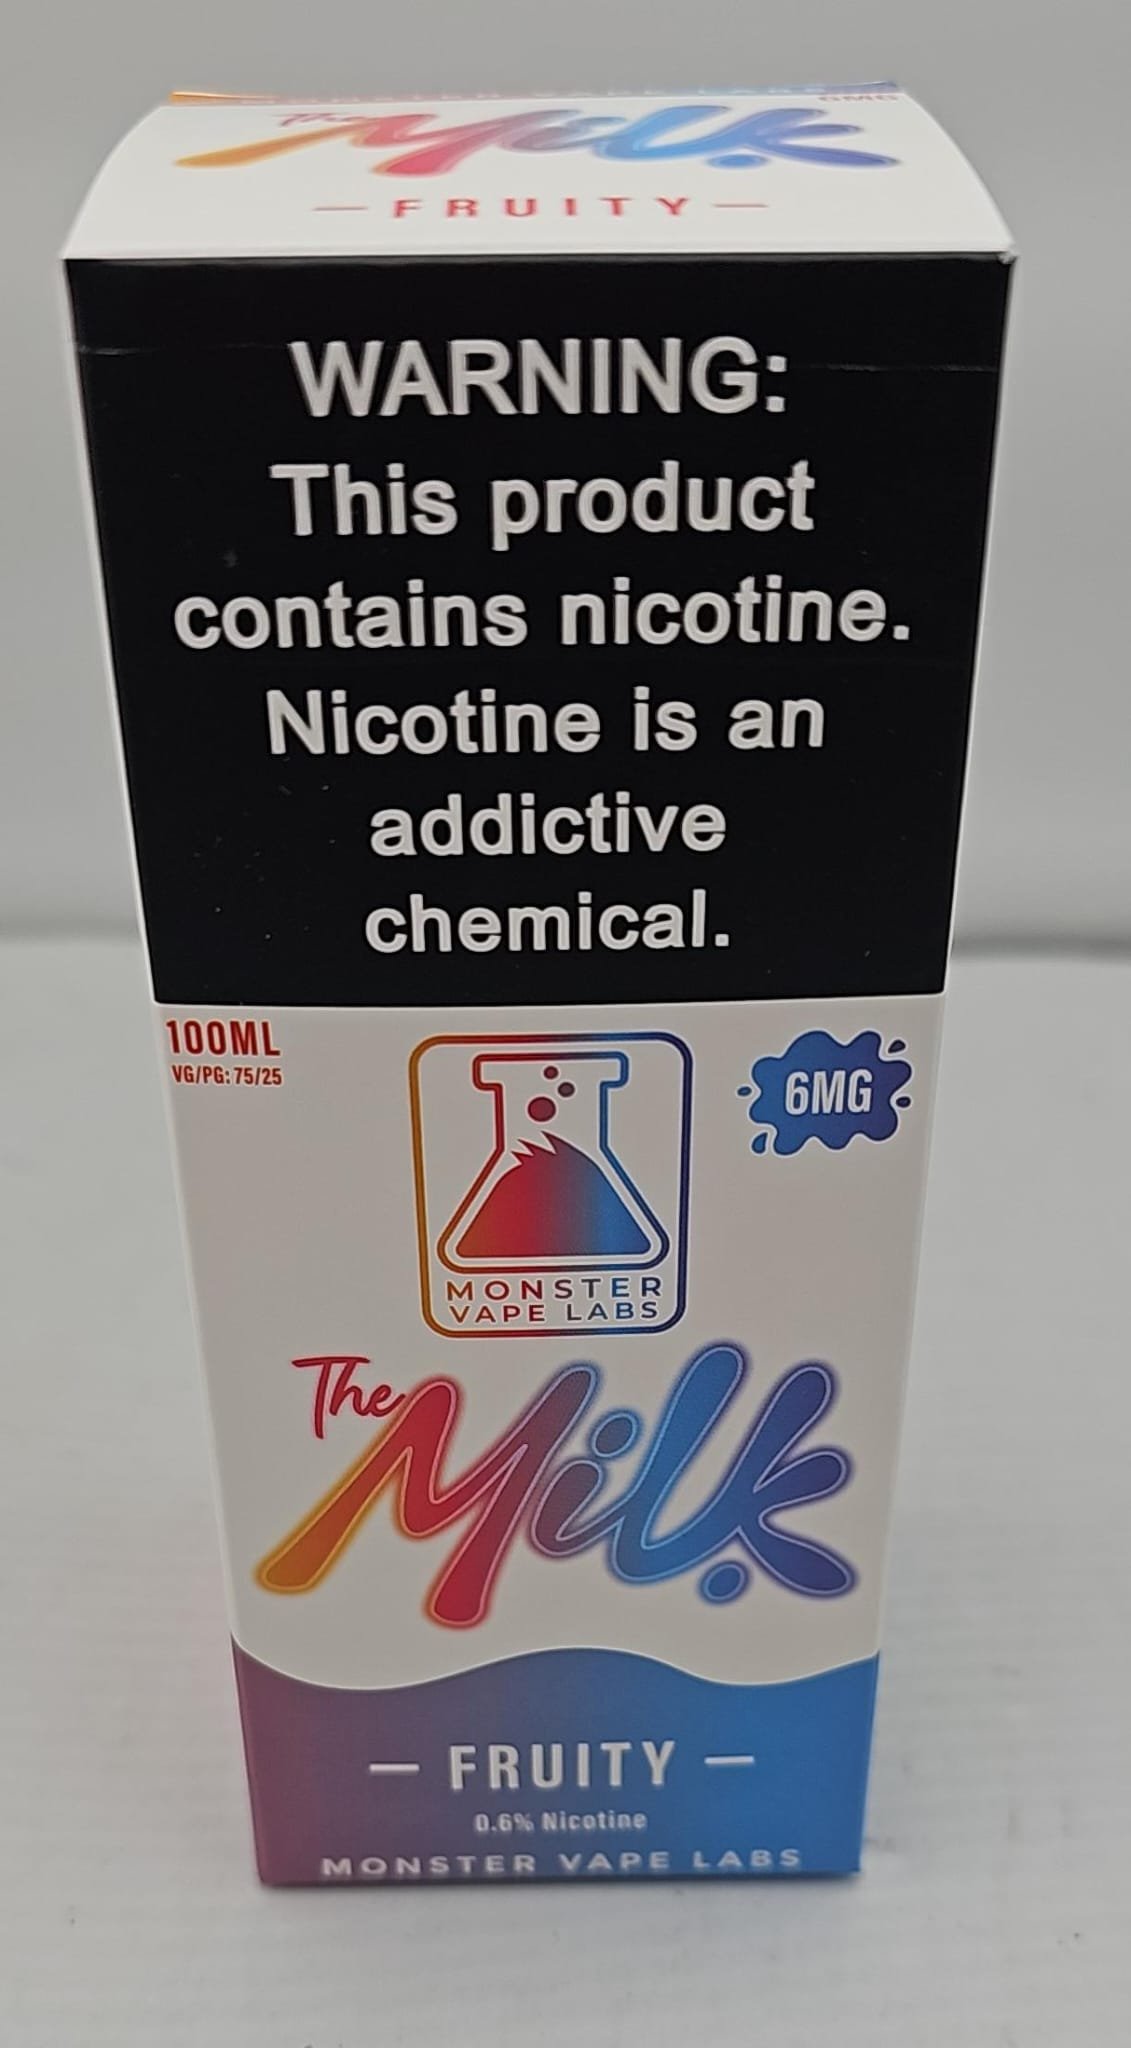 The Milk
6MG
— FRUITY —
WARNING:
This product
contains nicotine.
Nicotine is an
addictive
chemical.
100ML
VG/PG: 75/25
6MG
MONSTER
VAPE LABS
The Milk
— FRUITY —
0.6% Nicotine
MONSTER VAPE LABS